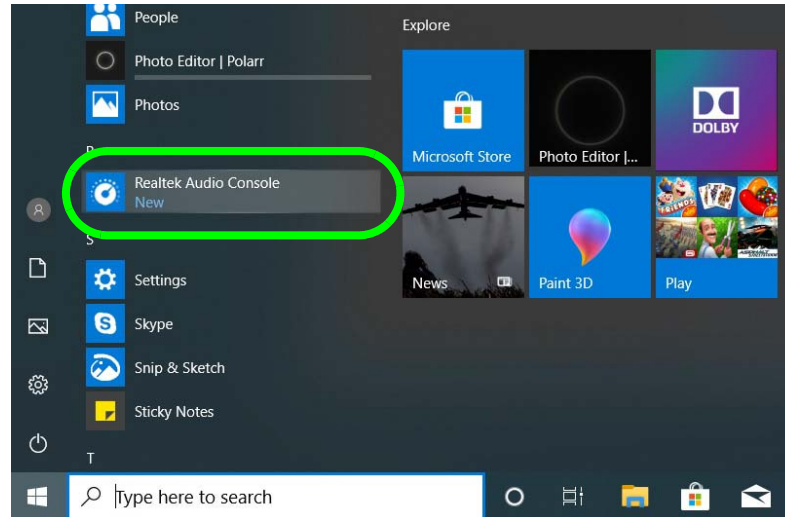 People
Photo Editor | Polarr
Photos
Realtek Audio Console
New
S
Settings
Skype
Snip & Sketch
Sticky Notes
T
Type here to search
Explore
Microsoft Store
Photo Editor |...
DOLBY
News
Paint 3D
Play